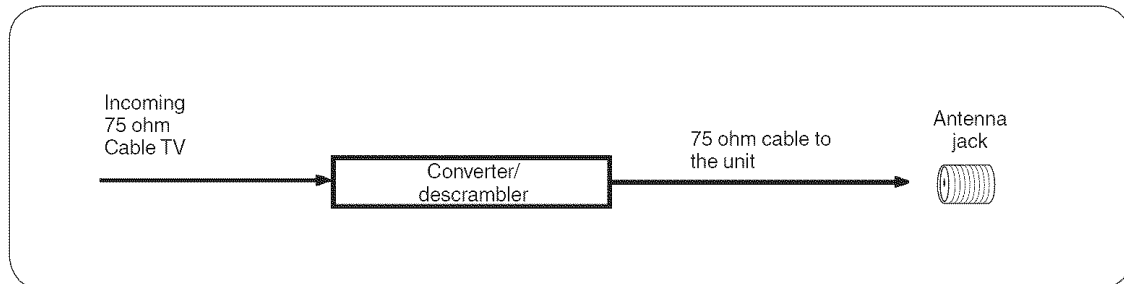 Incoming
75 ohm
Cable TV
Converter/
descrambler
75 ohm cable to
the unit
Antenna
jack